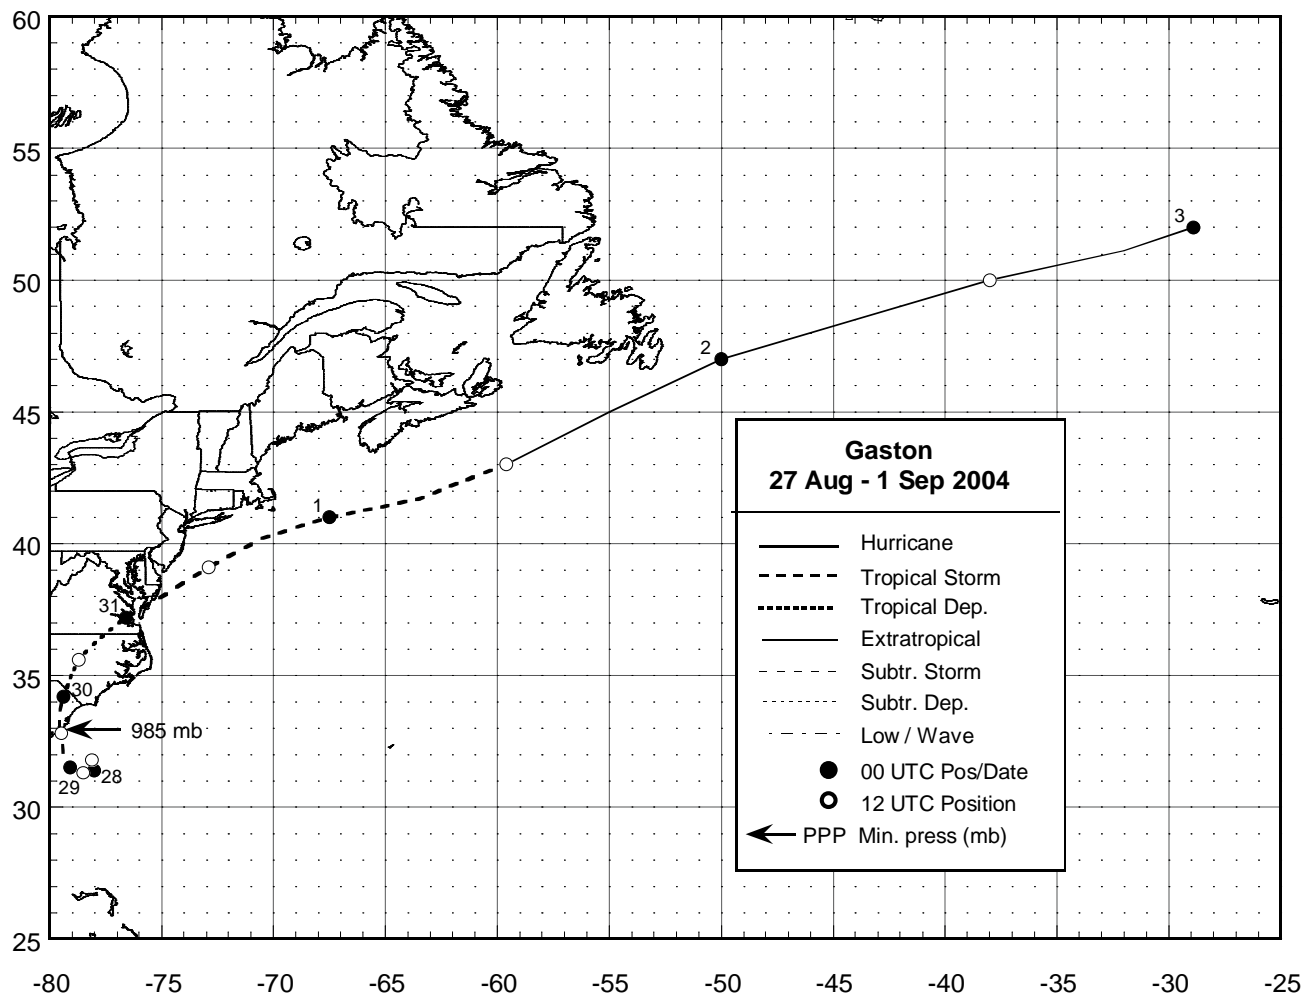 60
55
50
45
40
35
30
25
3
2
1
31
30
985 mb
28
29
Gaston
27 Aug - 1 Sep 2004
Hurricane
Tropical Storm
Tropical Dep.
Extratropical
Subtr. Storm
Subtr. Dep.
Low / Wave
00 UTC Pos/Date
12 UTC Position
PPP Min. press (mb)
-80 -75 -70 -65 -60 -55 -50 -45 -40 -35 -30 -25